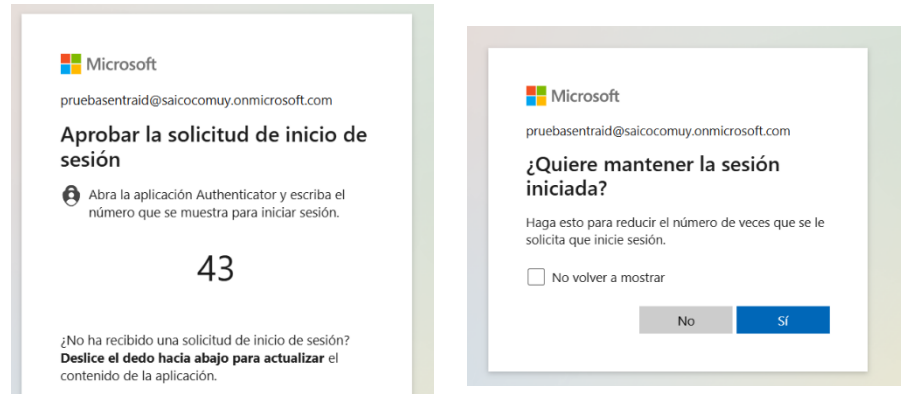 Microsoft
pruebasentraid@saicocomuy.onmicrosoft.com
Aprobar la solicitud de inicio de
sesión
Abra la aplicación Authenticator y escriba el
número que se muestra para iniciar sesión.
43
¿No ha recibido una solicitud de inicio de sesión?
Deslice el dedo hacia abajo para actualizar el
contenido de la aplicación.
Microsoft
pruebasentraid@saicocomuy.onmicrosoft.com
¿Quiere mantener la sesión
iniciada?
Haga esto para reducir el número de veces que se le
solicita que inicie sesión.
No volver a mostrar
No
Sí